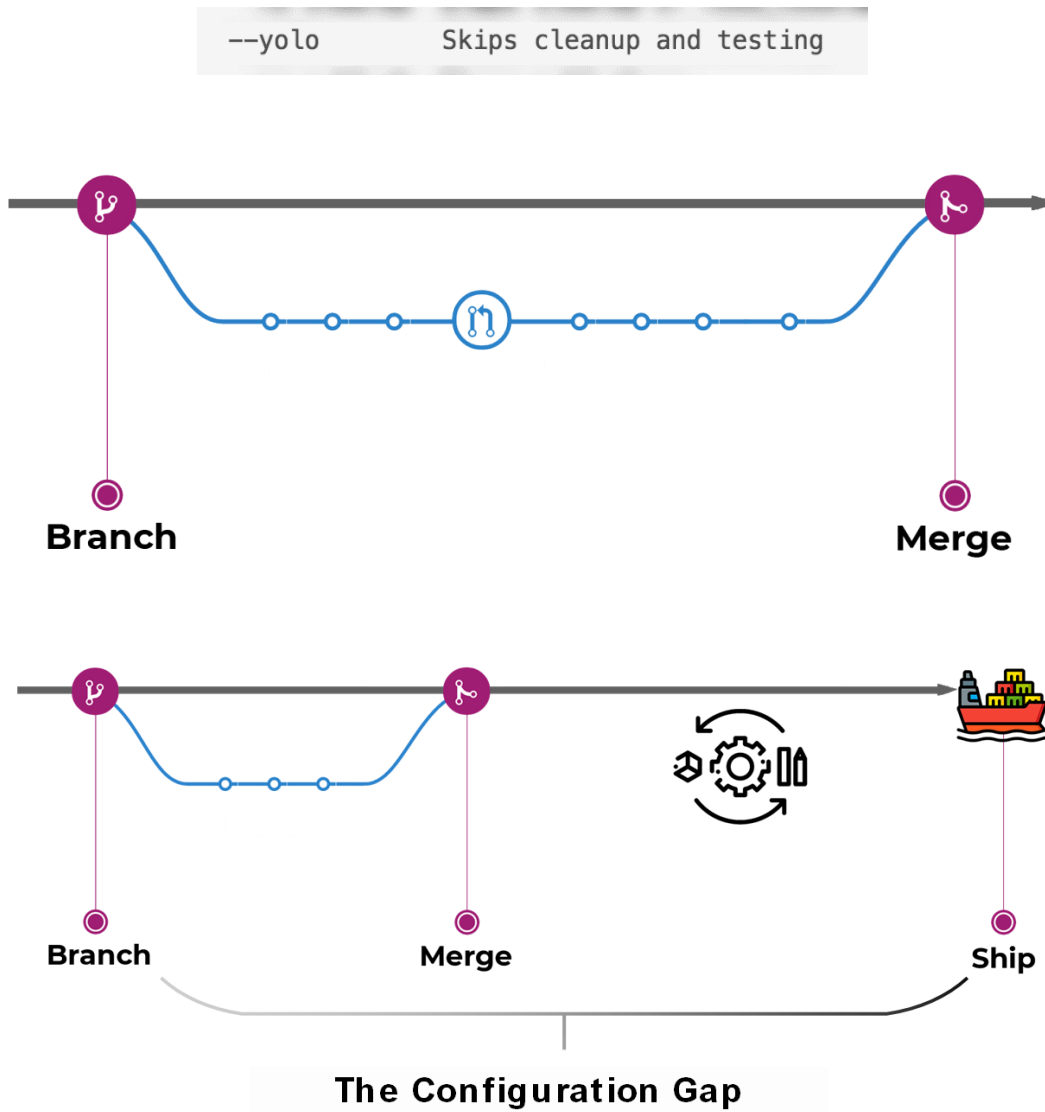 --yolo Skips cleanup and testing
Branch
Merge
Branch
Merge
Ship
The Configuration Gap